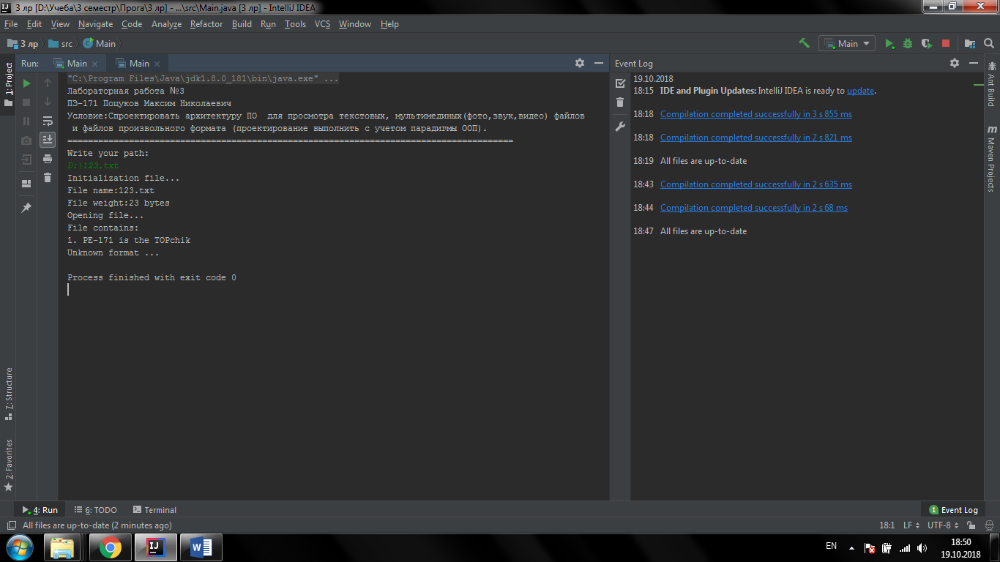 3 лр [D:\Учеба\3 семестр\Прога\3 лр] - ...\src\Main.java [3 лр] - IntelliJ IDEA
File Edit View Navigate Code Analyze Refactor Build Run Tools VCS Window Help
3 лр src Main
Main
Run: Main Main
Event Log
1: Project
"C:\Program Files\Java\jdk1.8.0_181\bin\java.exe" ...
Лабораторная работа №3
ПЭ-171 Поцуков Максим Николаевич
Условие:Спроектировать архитектуру ПО  для просмотра текстовых, мультимединых(фото,звук,видео) файлов
 и файлов произвольного формата (проектирование выполнить с учетом парадигмы ООП).
=======================================================================================
Write your path:
D:\123.txt
Initialization file...
File name:123.txt
File weight:23 bytes
Opening file...
File contains:
1. PE-171 is the TOPchik
Unknown format ...
Process finished with exit code 0
19.10.2018
18:15 IDE and Plugin Updates: IntelliJ IDEA is ready to update.
18:18 Compilation completed successfully in 3 s 855 ms
18:18 Compilation completed successfully in 2 s 821 ms
18:19 All files are up-to-date
18:43 Compilation completed successfully in 2 s 635 ms
18:44 Compilation completed successfully in 2 s 68 ms
18:47 All files are up-to-date
Ant Build
m Maven Projects
7: Structure
2: Favorites
4: Run 6: TODO Terminal
1 Event Log
All files are up-to-date (2 minutes ago)
18:1 LF UTF-8
EN
18:50
19.10.2018